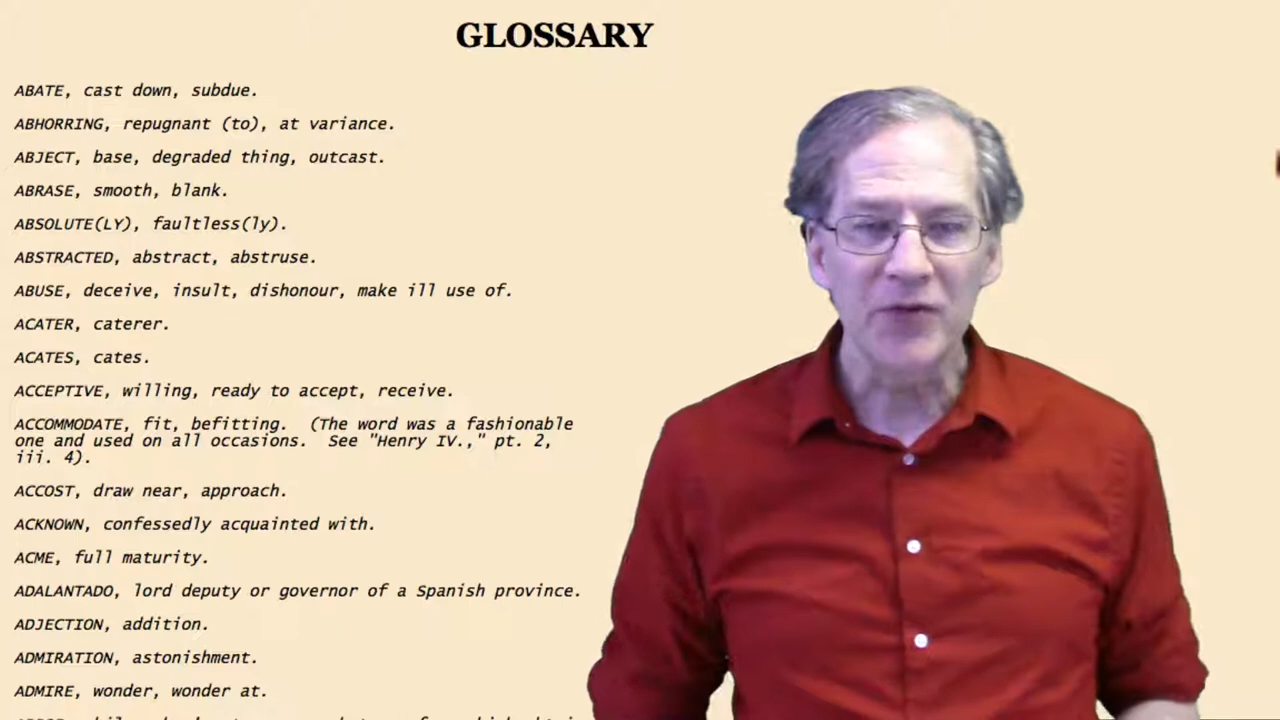 GLOSSARY
ABATE, cast down, subdue.
ABHORRING, repugnant (to), at variance.
ABJECT, base, degraded thing, outcast.
ABRASE, smooth, blank.
ABSOLUTE(LY), faultless(ly).
ABSTRACTED, abstract, abstruse.
ABUSE, deceive, insult, dishonour, make ill use of.
ACATER, caterer.
ACATES, cates.
ACCEPTIVE, willing, ready to accept, receive.
ACCOMMODATE, fit, befitting.  (The word was a fashionable
one and used on all occasions.  See "Henry IV.," pt. 2,
iii. 4).
ACCOST, draw near, approach.
ACKNOWN, confessedly acquainted with.
ACME, full maturity.
ADALANTADO, lord deputy or governor of a Spanish province.
ADJECTION, addition.
ADMIRATION, astonishment.
ADMIRE, wonder, wonder at.